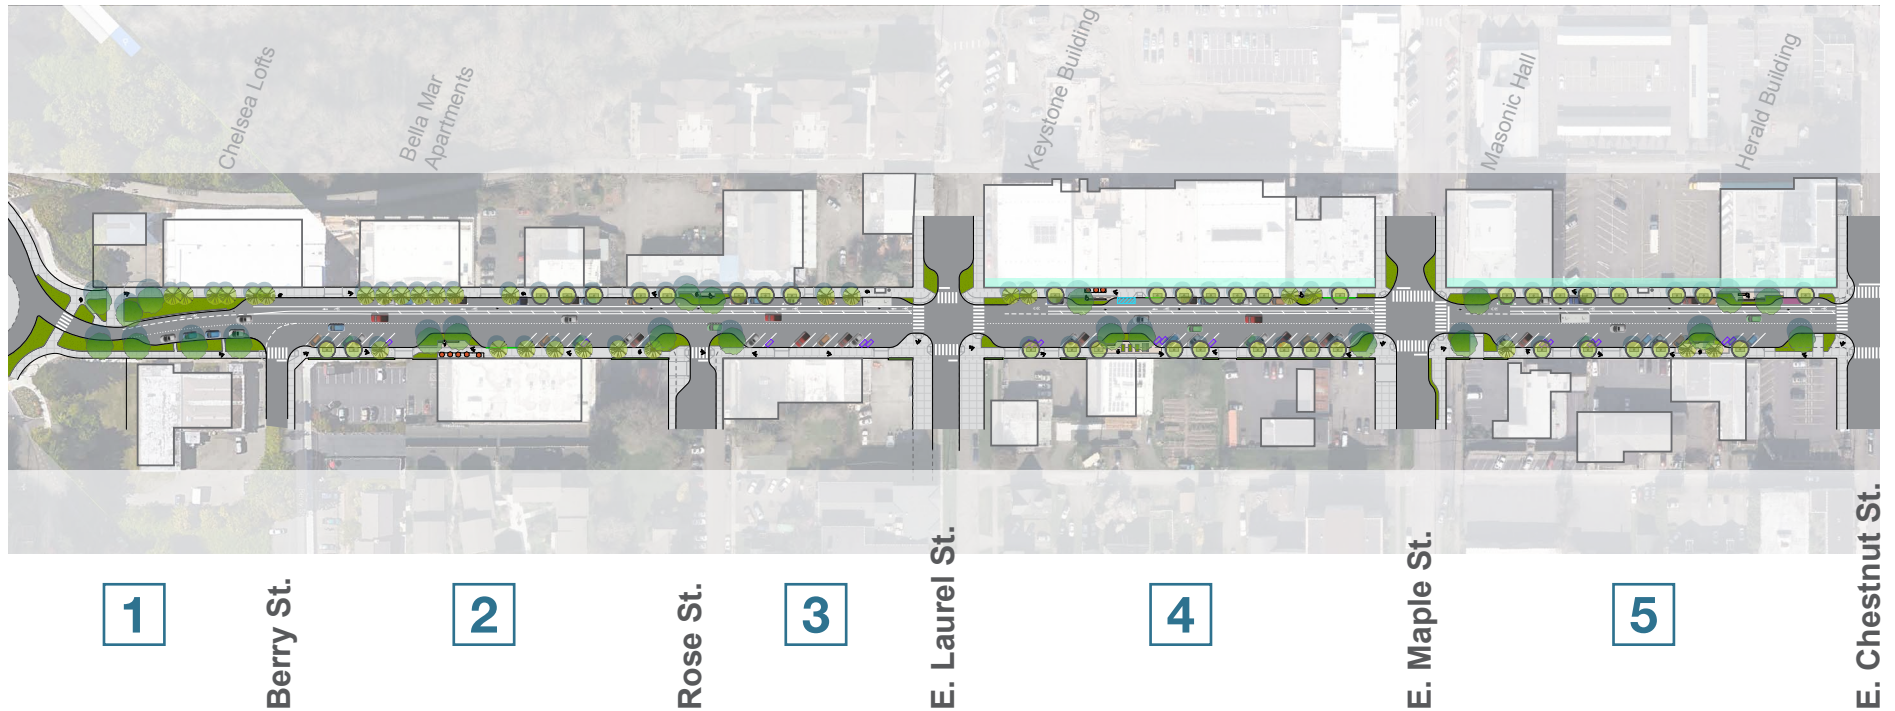 Chelsea Lofts
Bella Mar
Apartments
Keystone Building
Masonic Hall
Herald Building
1
Berry St.
2
Rose St.
3
E. Laurel St.
4
E. Maple St.
5
E. Chestnut St.